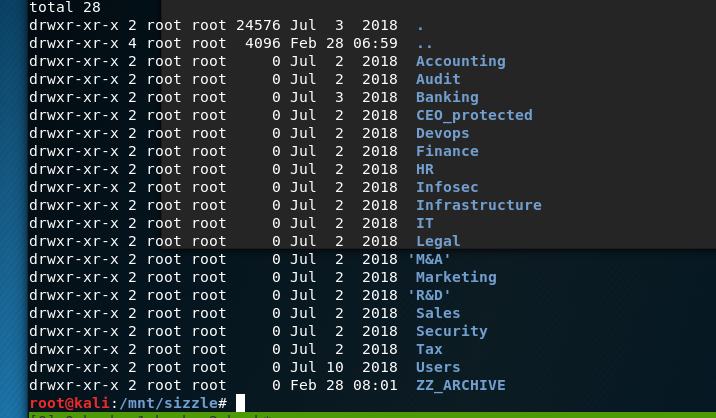 total 28
drwxr-xr-x 2 root root 24576 Jul  3  2018  .
drwxr-xr-x 4 root root  4096 Feb 28 06:59  ..
drwxr-xr-x 2 root root     0 Jul  2  2018  Accounting
drwxr-xr-x 2 root root     0 Jul  2  2018  Audit
drwxr-xr-x 2 root root     0 Jul  3  2018  Banking
drwxr-xr-x 2 root root     0 Jul  2  2018  CEO_protected
drwxr-xr-x 2 root root     0 Jul  2  2018  Devops
drwxr-xr-x 2 root root     0 Jul  2  2018  Finance
drwxr-xr-x 2 root root     0 Jul  2  2018  HR
drwxr-xr-x 2 root root     0 Jul  2  2018  Infosec
drwxr-xr-x 2 root root     0 Jul  2  2018  Infrastructure
drwxr-xr-x 2 root root     0 Jul  2  2018  IT
drwxr-xr-x 2 root root     0 Jul  2  2018  Legal
drwxr-xr-x 2 root root     0 Jul  2  2018 'M&A'
drwxr-xr-x 2 root root     0 Jul  2  2018  Marketing
drwxr-xr-x 2 root root     0 Jul  2  2018 'R&D'
drwxr-xr-x 2 root root     0 Jul  2  2018  Sales
drwxr-xr-x 2 root root     0 Jul  2  2018  Security
drwxr-xr-x 2 root root     0 Jul  2  2018  Tax
drwxr-xr-x 2 root root     0 Jul 10  2018  Users
drwxr-xr-x 2 root root     0 Feb 28 08:01  ZZ_ARCHIVE
root@kali:/mnt/sizzle#